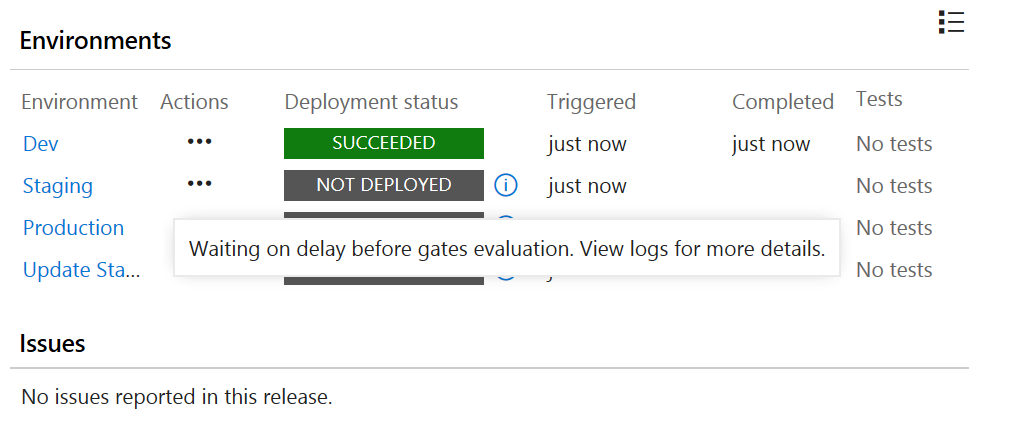 Environments
Environment Actions Deployment status Triggered Completed Tests
Dev ••• SUCCEEDED just now just now No tests
Staging ••• NOT DEPLOYED just now No tests
Production No tests
Waiting on delay before gates evaluation. View logs for more details.
Update Sta... No tests
Issues
No issues reported in this release.